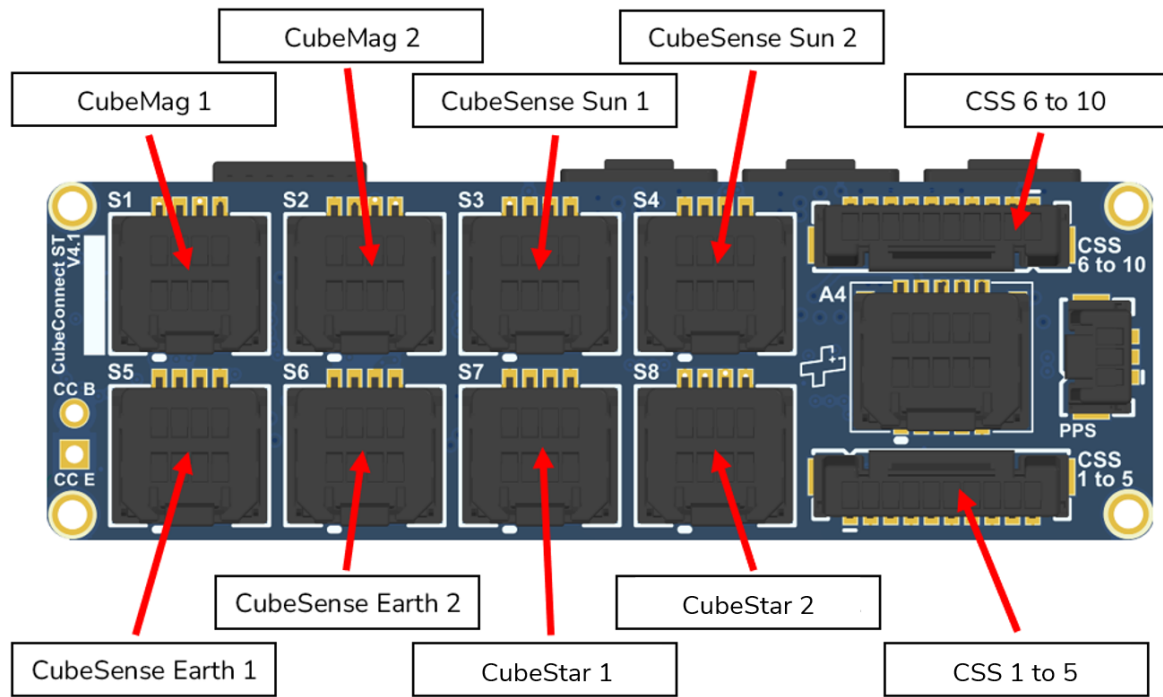 CubeMag 2
CubeSense Sun 2
CubeMag 1
CubeSense Sun 1
CSS 6 to 10
S1
S2
S3
S4
CubeConnect ST
V4.1
CSS
6 to 10
A4
S5
S6
S7
S8
CC B
CC E
PPS
CSS
1 to 5
CubeSense Earth 2
CubeStar 2
CubeSense Earth 1
CubeStar 1
CSS 1 to 5